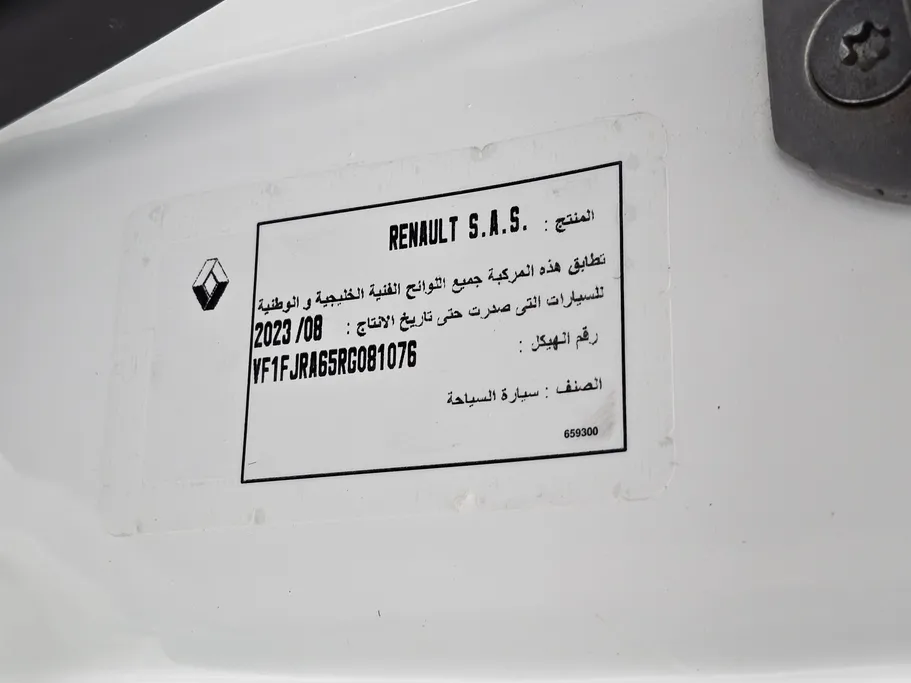 المنتج : RENAULT S.A.S.
تطابق هذه المركبة جميع اللوائح الفنية الخليجية و الوطنية
للسيارات التى صدرت حتى تاريخ الانتاج : 2023/08
رقم الهيكل : VF1FJRA65RG081076
الصنف : سيارة السياحة
659300